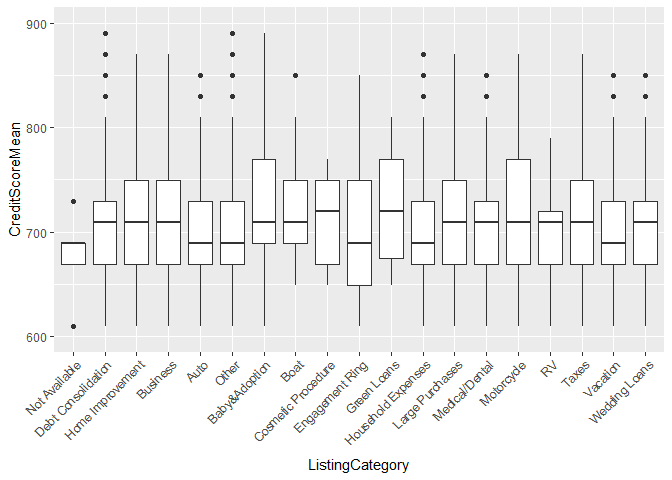 900
800
700
600
CreditScoreMean
Not Available
Debt Consolidation
Home Improvement
Business
Auto
Other
Baby&Adoption
Boat
Cosmetic Procedure
Engagement Ring
Green Loans
Household Expenses
Large Purchases
Medical/Dental
Motorcycle
RV
Taxes
Vacation
Wedding Loans
ListingCategory